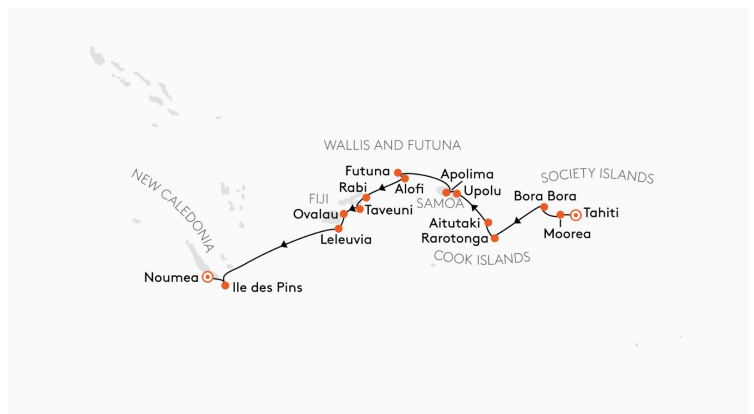 WALLIS AND FUTUNA
Futuna
Apolima
SOCIETY ISLANDS
Rabi
Alofi
Upolu
NEW CALEDONIA
FIJI
SAMOA
Bora Bora
Ovalau
Taveuni
Tahiti
Aitutaki
Moorea
Leleuvia
Rarotonga
COOK ISLANDS
Noumea
Ile des Pins